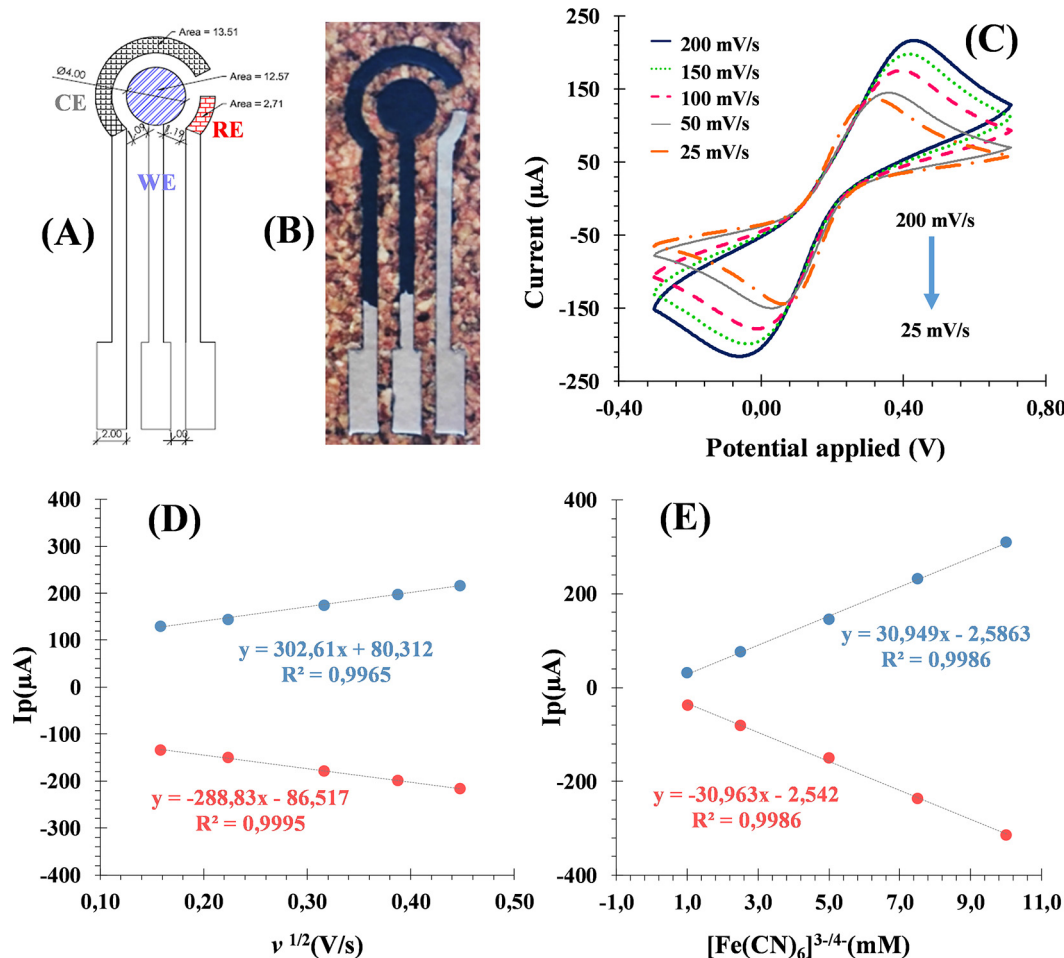 (A)
Area = 13.51
Ø4.00
Area = 12.57
CE
Area = 2.71
RE
1.19
WE
2.00
(B)
(C)
250
150
50
-50
-150
-250
Current (µA)
200 mV/s
150 mV/s
100 mV/s
50 mV/s
25 mV/s
200 mV/s
25 mV/s
-0,40
0,00
0,40
0,80
Potential applied (V)
(D)
400
300
200
100
0
-100
-200
-300
-400
Ip(µA)
y = 302,61x + 80,312
R² = 0,9965
y = -288,83x - 86,517
R² = 0,9995
0,10
0,20
0,30
0,40
0,50
v 1/2(V/s)
(E)
400
200
0
-200
-400
Ip(µA)
y = 30,949x - 2,5863
R² = 0,9986
y = -30,963x - 2,542
R² = 0,9986
-1,0
1,0
3,0
5,0
7,0
9,0
11,0
[Fe(CN)6]3-/4-(mM)